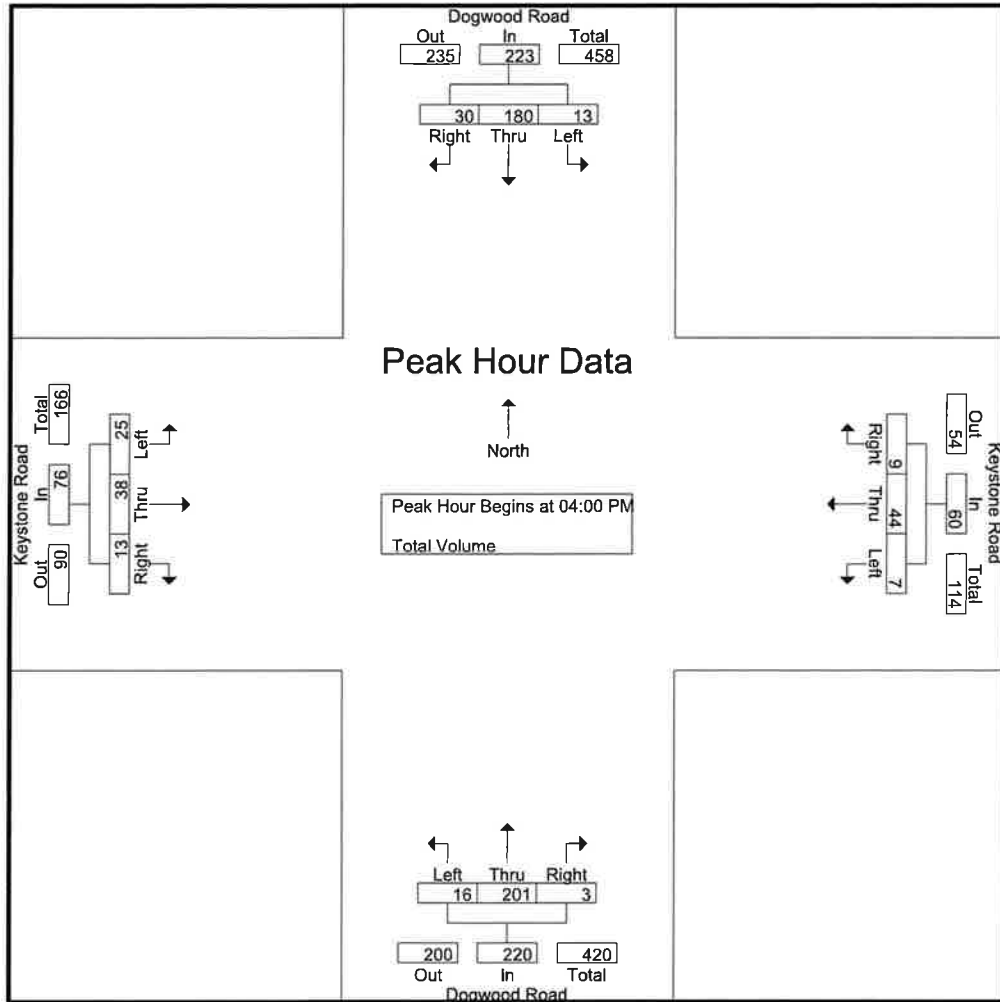 Dogwood Road
Out In Total
235 223 458
30 180 13
Right Thru Left
Peak Hour Data
North
Peak Hour Begins at 04:00 PM
Total Volume
Keystone Road
Total In Out
166 76 90
25 38 13
Left Thru Right
Right Thru Left
9 44 7
Out In Total
54 60 114
Keystone Road
Left Thru Right
16 201 3
200 220 420
Out In Total
Dogwood Road